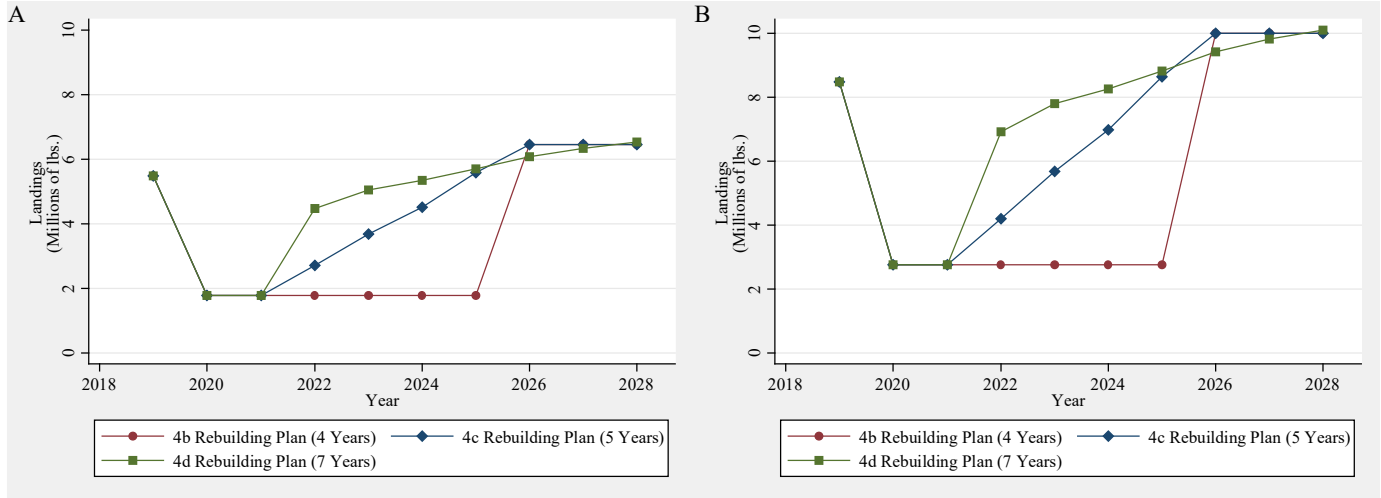 A
Landings
(Millions of lbs.)
10
8
6
4
2
0
2018 2020 2022 2024 2026 2028
Year
4b Rebuilding Plan (4 Years) 4c Rebuilding Plan (5 Years)
4d Rebuilding Plan (7 Years)
B
Landings
(Millions of lbs.)
10
8
6
4
2
0
2018 2020 2022 2024 2026 2028
Year
4b Rebuilding Plan (4 Years) 4c Rebuilding Plan (5 Years)
4d Rebuilding Plan (7 Years)